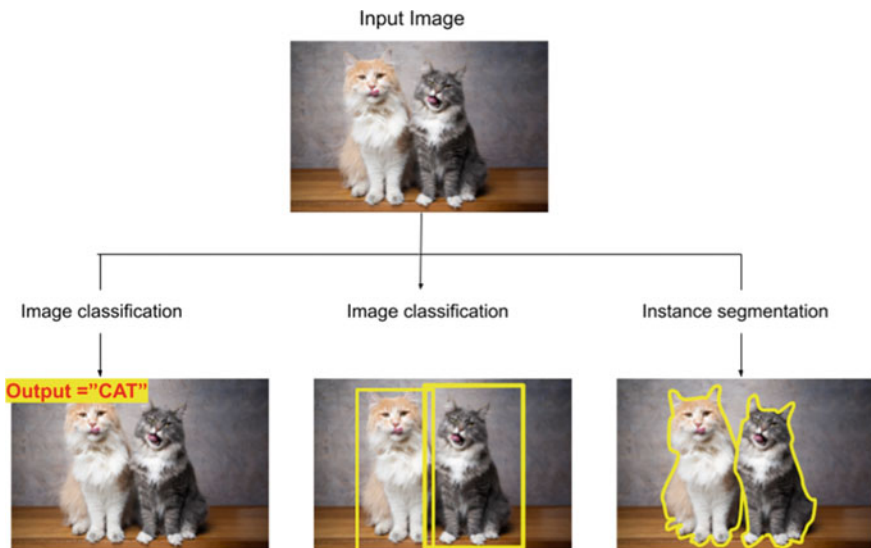 Input Image
Image classification
Image classification
Instance segmentation
Output =”CAT”